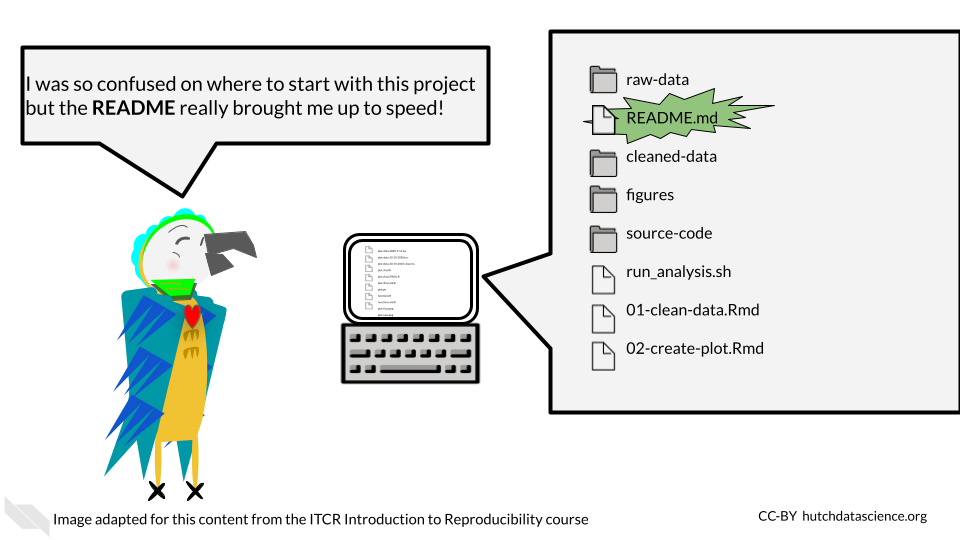 I was so confused on where to start with this project
but the README really brought me up to speed!
raw-data
README.md
cleaned-data
figures
source-code
run_analysis.sh
01-clean-data.Rmd
02-create-plot.Rmd
Image adapted for this content from the ITCR Introduction to Reproducibility course
CC-BY hutchdatascience.org